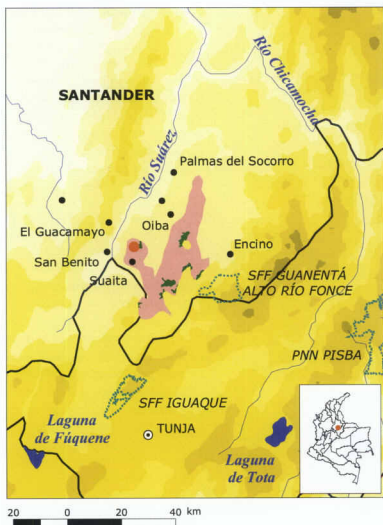 Río Chicamocha
SANTANDER
Río Suárez
Palmas del Socorro
El Guacamayo
Oiba
San Benito
Encino
Suaita
SFF GUANENTÁ
ALTO RÍO FONCE
PNN PISBA
SFF IGUAQUE
Laguna
de Fúquene
TUNJA
Laguna
de Tota
20 0 20 40 km